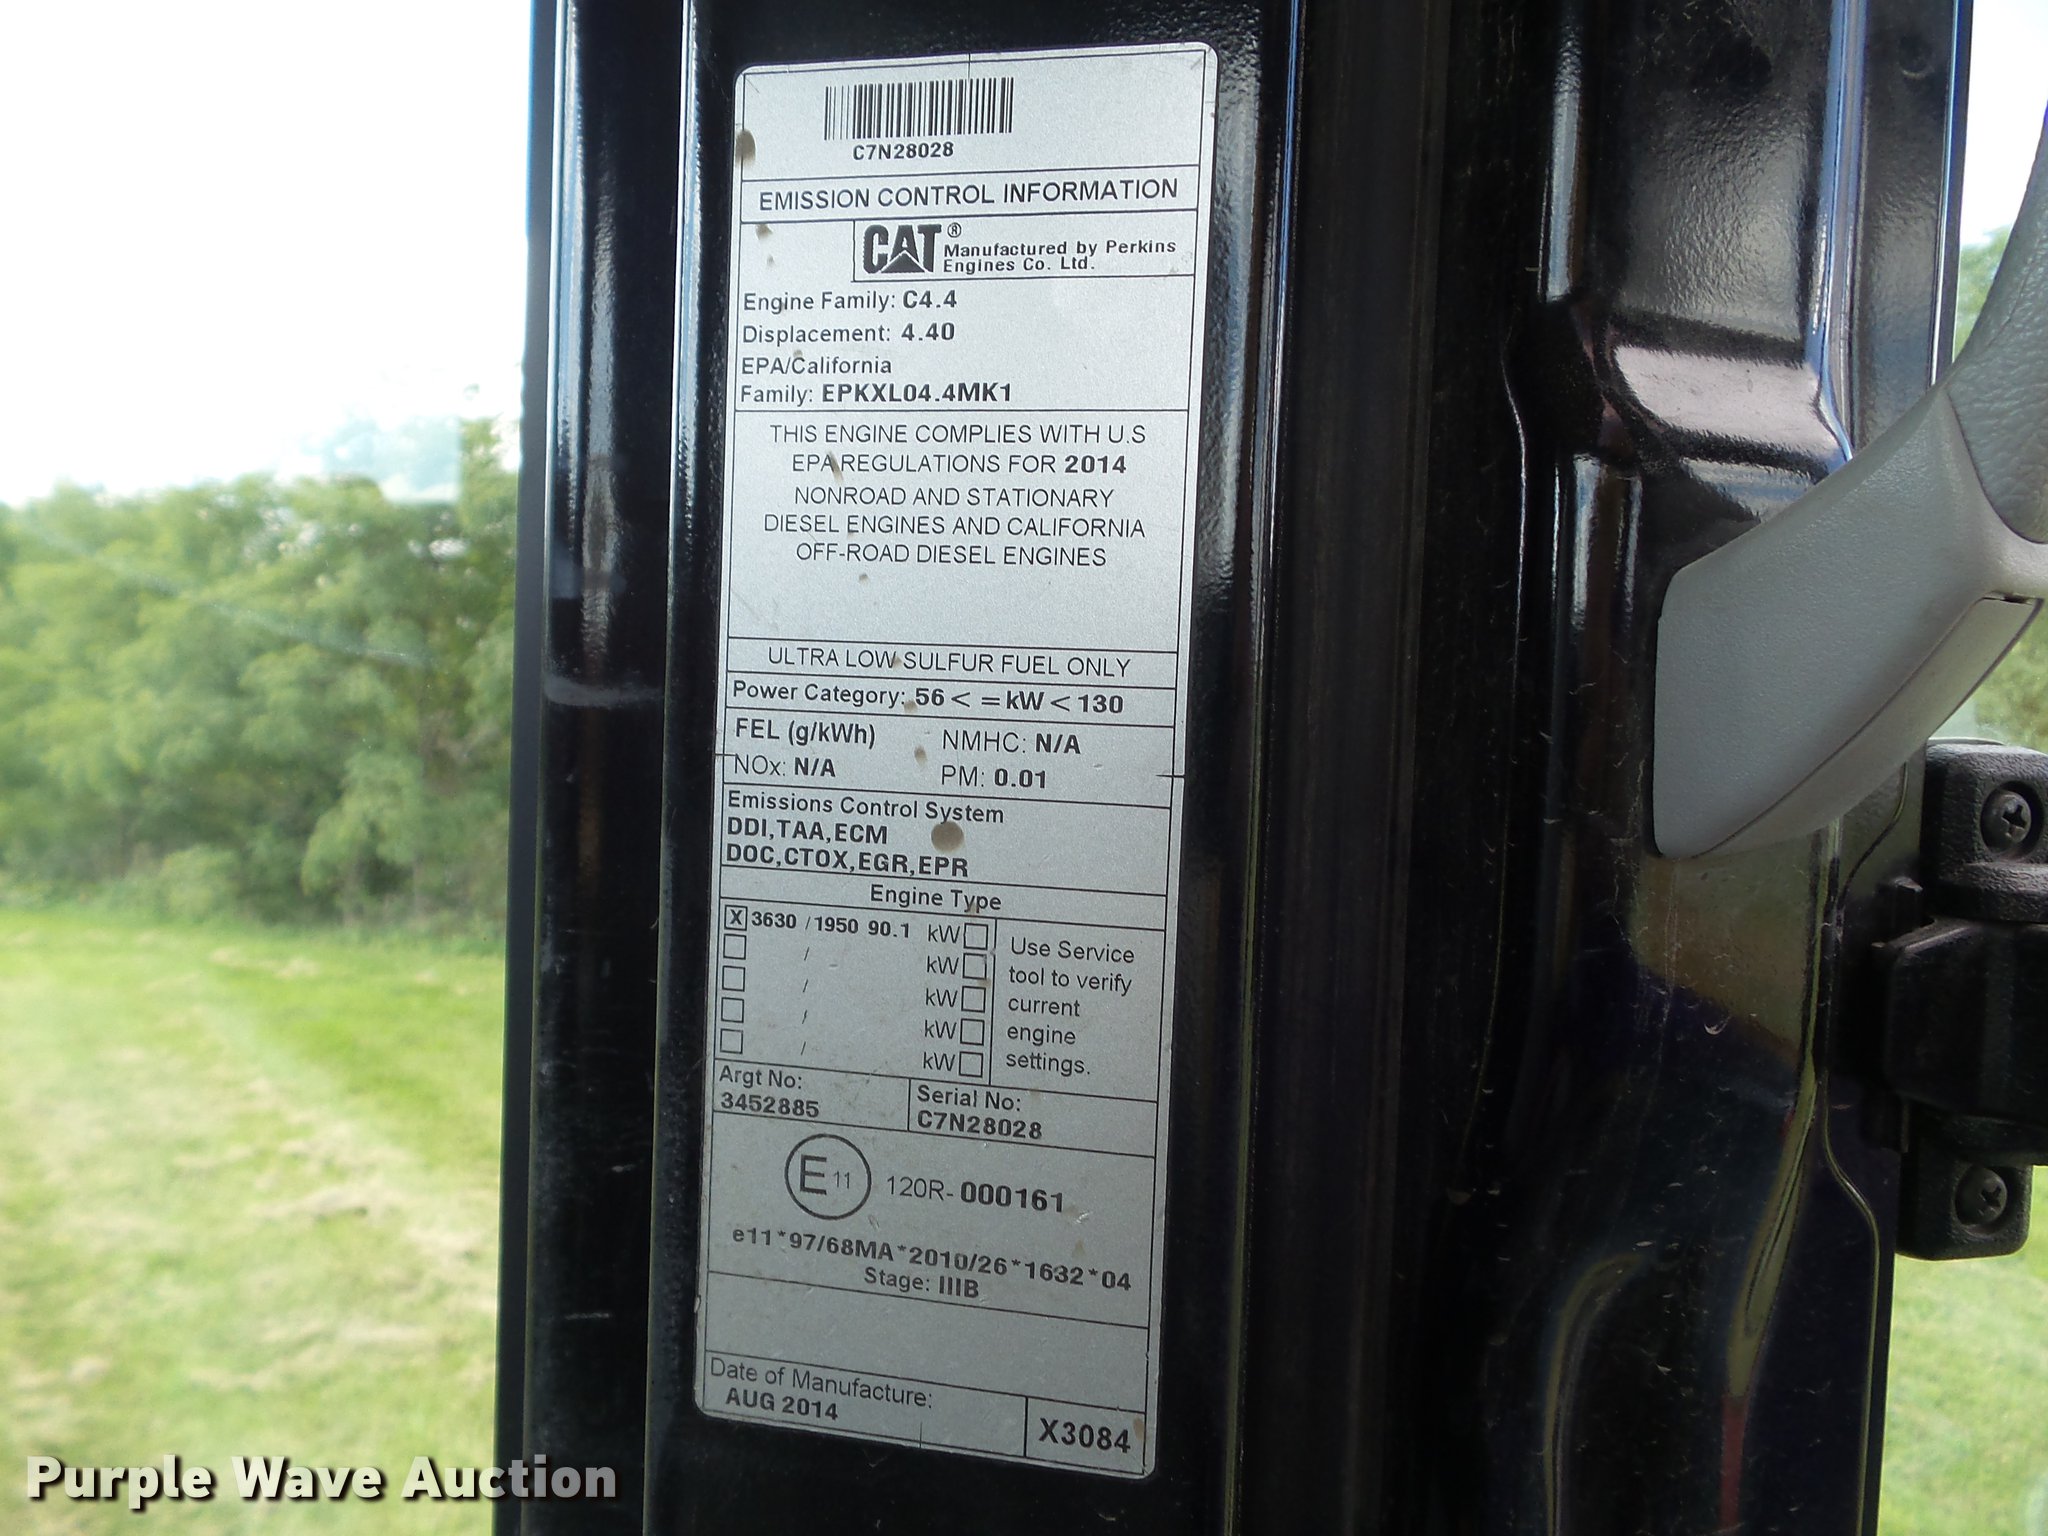 C7N28028
EMISSION CONTROL INFORMATION
CAT®
Manufactured by Perkins
Engines Co. Ltd.
Engine Family: C4.4
Displacement: 4.40
EPA/California
Family: EPKXL04.4MK1
THIS ENGINE COMPLIES WITH U.S
EPA REGULATIONS FOR 2014
NONROAD AND STATIONARY
DIESEL ENGINES AND CALIFORNIA
OFF-ROAD DIESEL ENGINES
ULTRA LOW SULFUR FUEL ONLY
Power Category: 56 < = kW < 130
FEL (g/kWh) NMHC: N/A
NOx: N/A PM: 0.01
Emissions Control System
DDI,TAA,ECM
DOC,CTOX,EGR,EPR
Engine Type
X 3630 / 1950 90.1 kW
/ kW
/ kW
/ kW
/ kW
Use Service
tool to verify
current
engine
settings.
Argt No:
3452885
Serial No:
C7N28028
E 11 120R-000161
e11*97/68MA*2010/26*1632*04
Stage: IIIB
Date of Manufacture:
AUG 2014
X3084
Purple Wave Auction